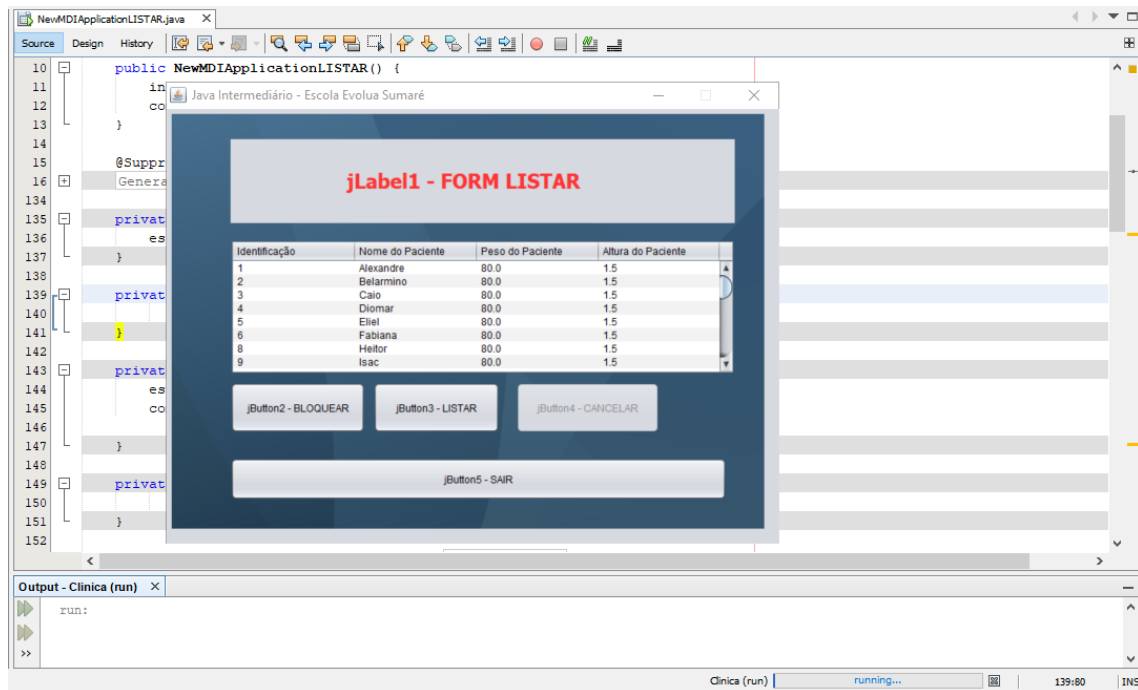 NewMDIApplicationLISTAR.java
Source Design History
10 public NewMDIApplicationLISTAR() {
11 in
12 co
13 }
14
15 @Suppr
16 Genera
134
135 privat
136 es
137 }
138
139 privat
140
141 }
142
143 privat
144 es
145 co
146
147 }
148
149 privat
150
151 }
152
Java Intermediário - Escola Evolua Sumaré
jLabel1 - FORM LISTAR
Identificação Nome do Paciente Peso do Paciente Altura do Paciente
1 Alexandre 80.0 1.5
2 Belarmino 80.0 1.5
3 Caio 80.0 1.5
4 Diomar 80.0 1.5
5 Eliel 80.0 1.5
6 Fabiana 80.0 1.5
8 Heitor 80.0 1.5
9 Isac 80.0 1.5
jButton2 - BLOQUEAR jButton3 - LISTAR jButton4 - CANCELAR
jButton5 - SAIR
Output - Clinica (run)
run:
Clinica (run) running... 139:80 INS